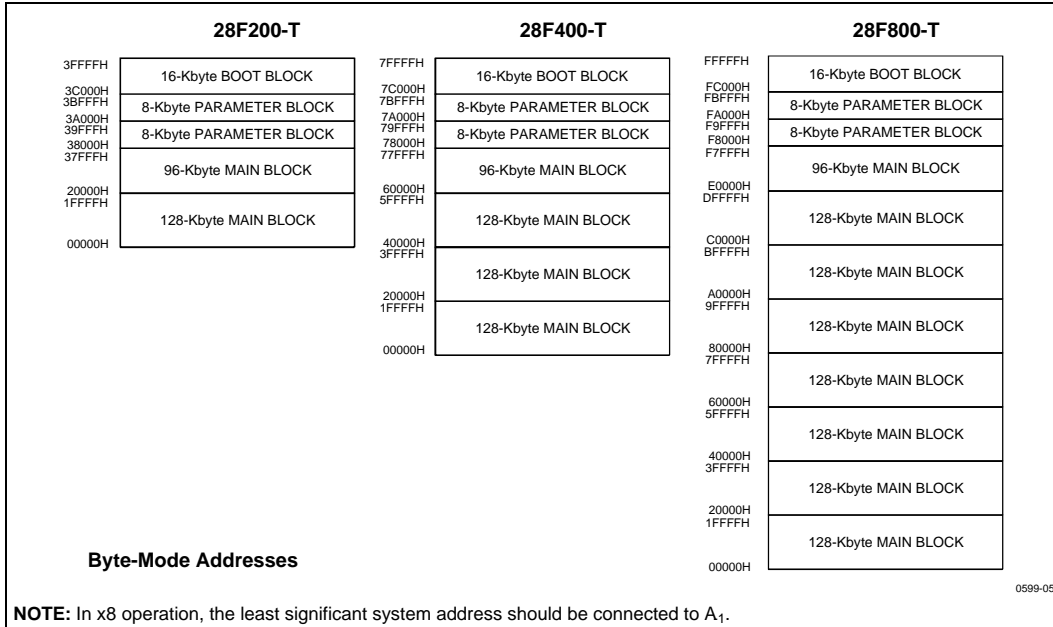 28F200-T
3FFFFH
16-Kbyte BOOT BLOCK
3C000H
3BFFFH
8-Kbyte PARAMETER BLOCK
3A000H
39FFFH
8-Kbyte PARAMETER BLOCK
38000H
37FFFH
96-Kbyte MAIN BLOCK
20000H
1FFFFH
128-Kbyte MAIN BLOCK
00000H
28F400-T
7FFFFH
16-Kbyte BOOT BLOCK
7C000H
7BFFFH
8-Kbyte PARAMETER BLOCK
7A000H
79FFFH
8-Kbyte PARAMETER BLOCK
78000H
77FFFH
96-Kbyte MAIN BLOCK
60000H
5FFFFH
128-Kbyte MAIN BLOCK
40000H
3FFFFH
128-Kbyte MAIN BLOCK
20000H
1FFFFH
128-Kbyte MAIN BLOCK
00000H
28F800-T
FFFFFH
16-Kbyte BOOT BLOCK
FC000H
FBFFFH
8-Kbyte PARAMETER BLOCK
FA000H
F9FFFH
8-Kbyte PARAMETER BLOCK
F8000H
F7FFFH
96-Kbyte MAIN BLOCK
E0000H
DFFFFH
128-Kbyte MAIN BLOCK
C0000H
BFFFFH
128-Kbyte MAIN BLOCK
A0000H
9FFFFH
128-Kbyte MAIN BLOCK
80000H
7FFFFH
128-Kbyte MAIN BLOCK
60000H
5FFFFH
128-Kbyte MAIN BLOCK
40000H
3FFFFH
128-Kbyte MAIN BLOCK
20000H
1FFFFH
128-Kbyte MAIN BLOCK
00000H
Byte-Mode Addresses
0599-05
NOTE: In x8 operation, the least significant system address should be connected to A₁.